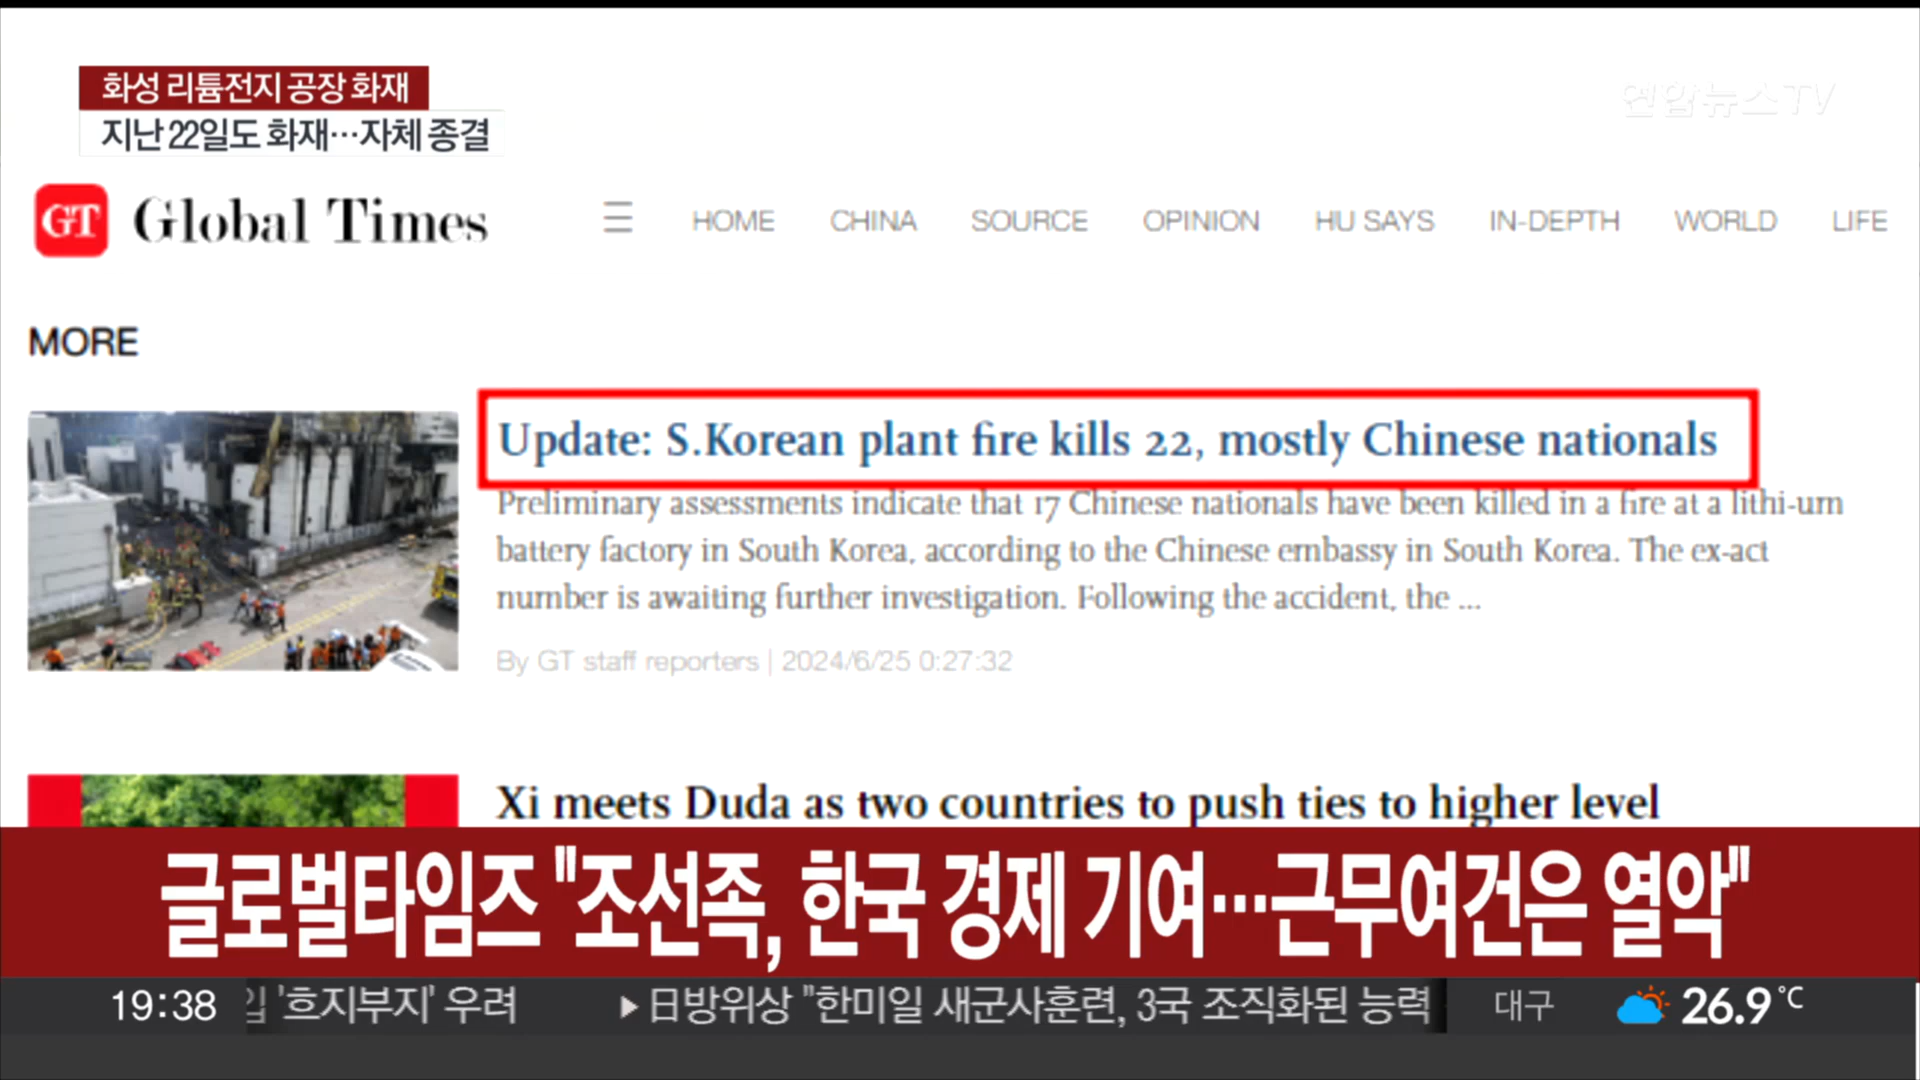 화성 리튬전지 공장 화재
지난 22일도 화재…자체 종결
연합뉴스TV
GT Global Times
☰ HOME CHINA SOURCE OPINION HU SAYS IN-DEPTH WORLD LIFE
MORE
Update: S.Korean plant fire kills 22, mostly Chinese nationals
Preliminary assessments indicate that 17 Chinese nationals have been killed in a fire at a lithi-um
battery factory in South Korea, according to the Chinese embassy in South Korea. The ex-act
number is awaiting further investigation. Following the accident, the ...
By GT staff reporters | 2024/6/25 0:27:32
Xi meets Duda as two countries to push ties to higher level
글로벌타임즈 "조선족, 한국 경제 기여…근무여건은 열악"
19:38 '흐지부지' 우려 ▶日방위상 "한미일 새군사훈련, 3국 조직화된 능력 대구 26.9℃